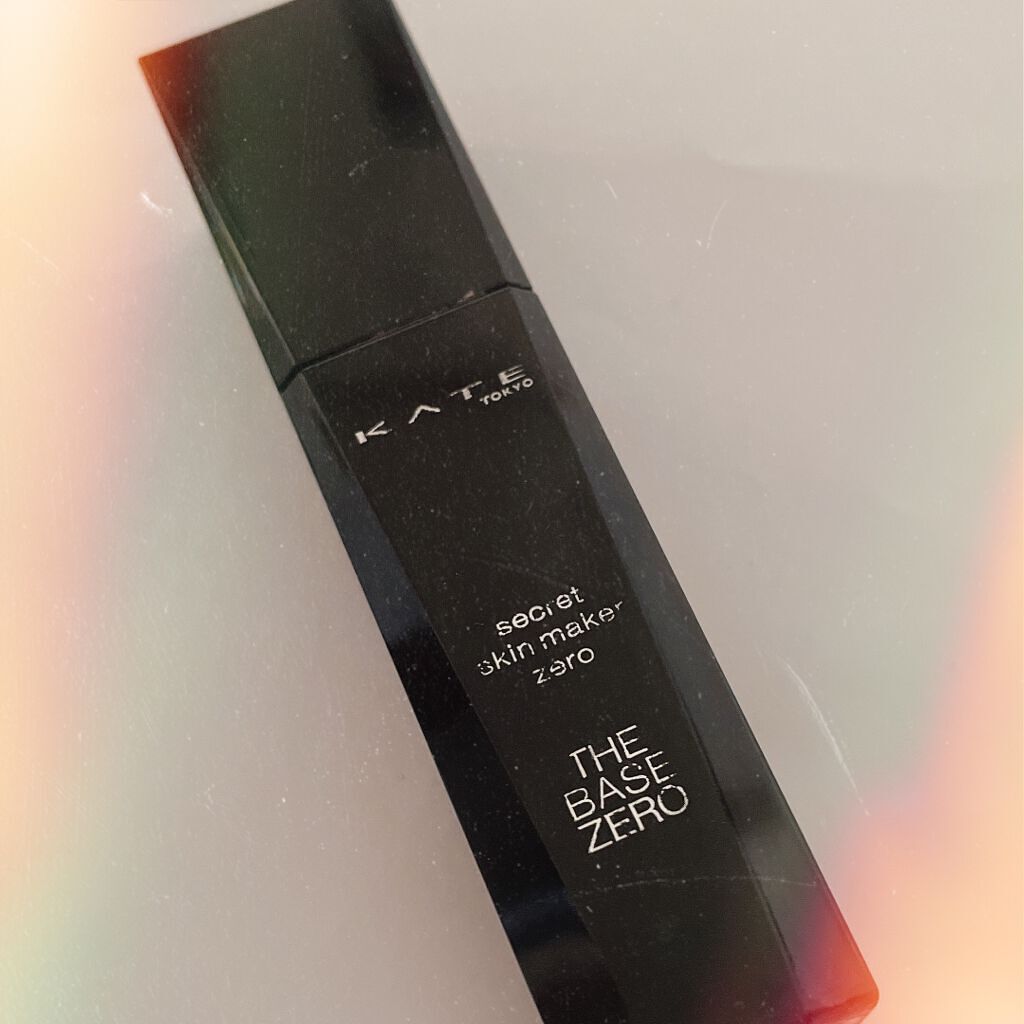 KATE
TOKYO
secret
skin maker
zero
THE
BASE
ZERO